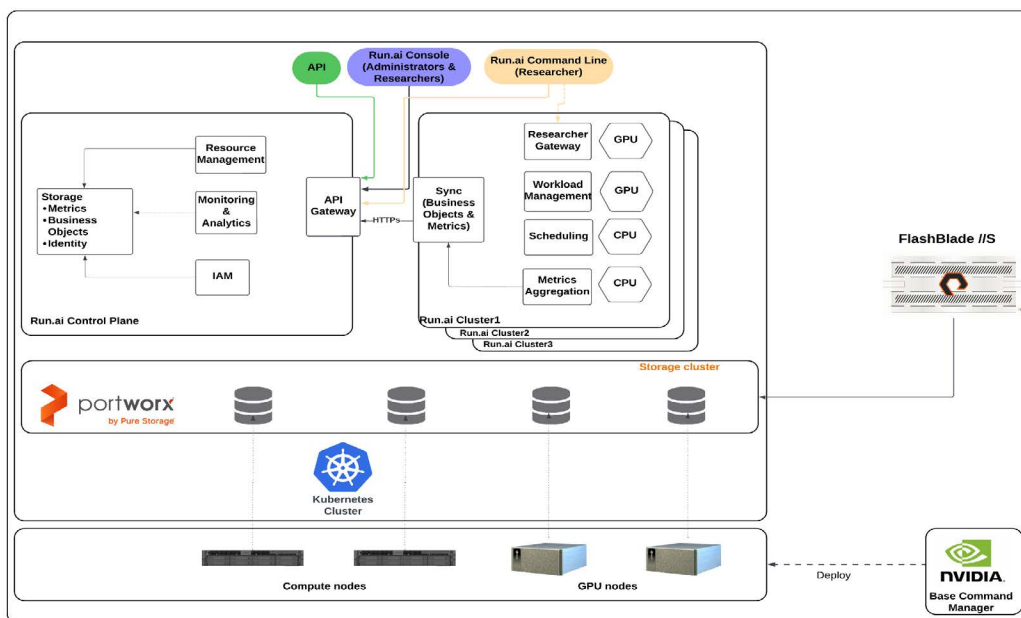 API
Run.ai Console
(Administrators &
Researchers)
Run.ai Command Line
(Researcher)
Resource
Management
Storage
•Metrics
•Business
Objects
•Identity
Monitoring
&
Analytics
IAM
Run.ai Control Plane
API
Gateway
HTTPs
Sync
(Business
Objects &
Metrics)
Researcher
Gateway
GPU
Workload
Management
GPU
Scheduling
CPU
Metrics
Aggregation
CPU
Run.ai Cluster1
Run.ai Cluster2
Run.ai Cluster3
FlashBlade //S
Storage cluster
portworx
by Pure Storage
Kubernetes
Cluster
Compute nodes
GPU nodes
Deploy
NVIDIA.
Base Command
Manager